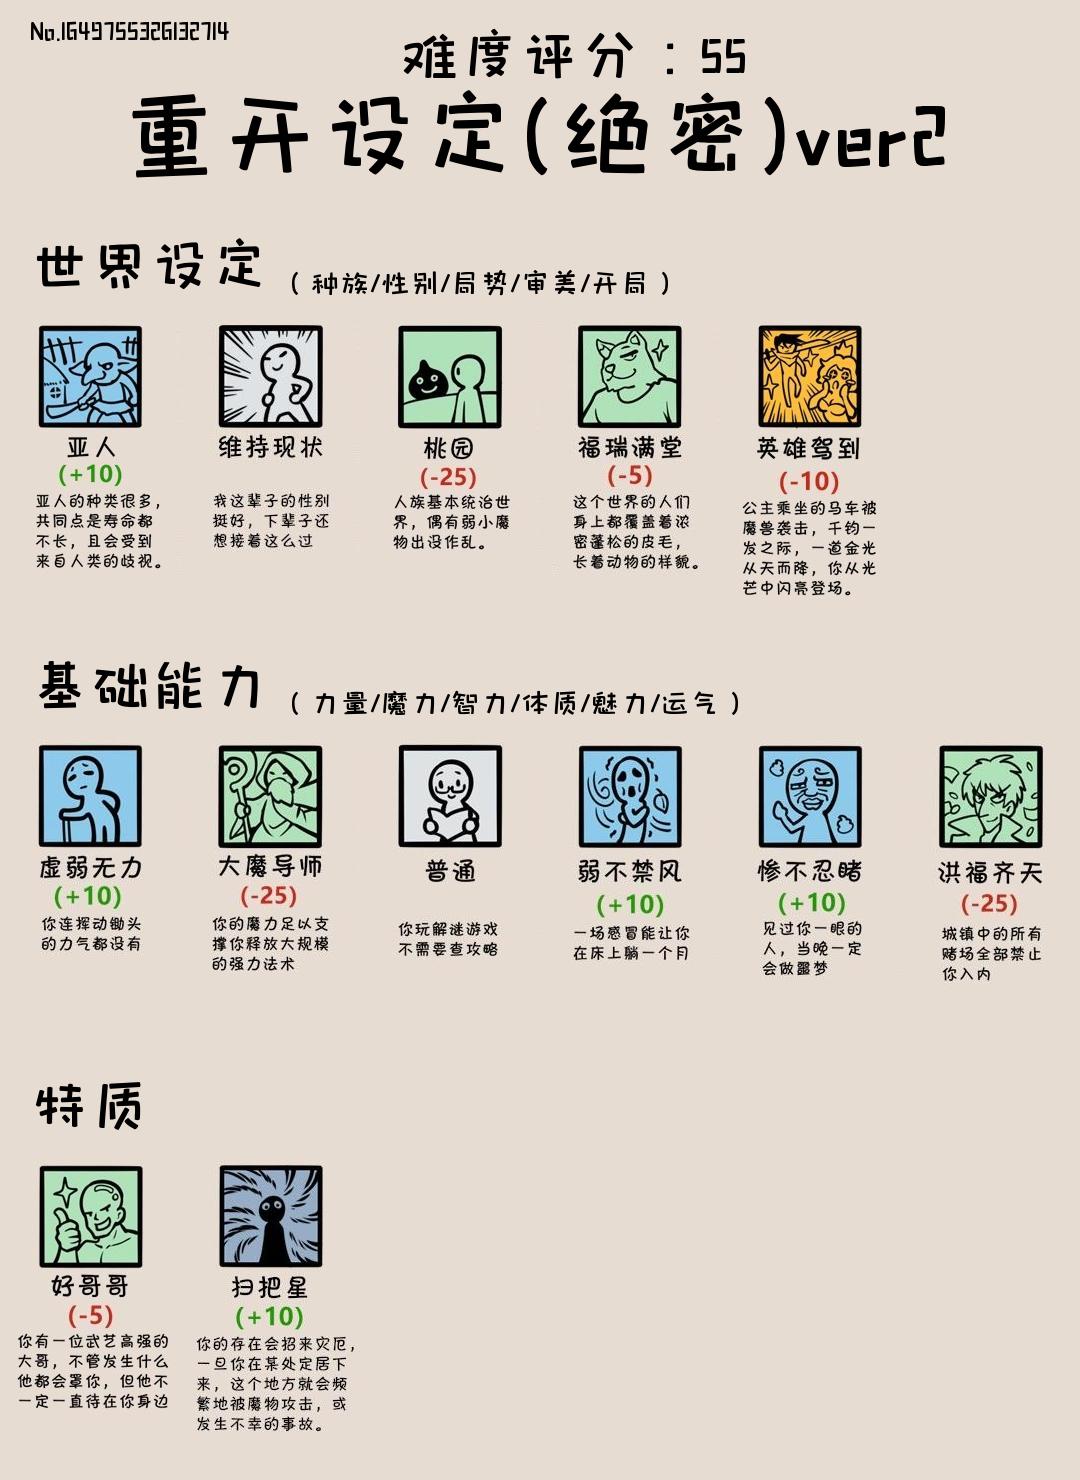 No.1649755326132714
难度评分：55
重开设定(绝密)ver2
世界设定 （种族/性别/局势/审美/开局）
亚人
(+10)
亚人的种类很多，
共同点是寿命都
不长，且会受到
来自人类的歧视。
维持现状
我这辈子的性别
挺好，下辈子还
想接着这么过
桃园
(-25)
人族基本统治世
界，偶有弱小魔
物出没作乱。
福瑞满堂
(-5)
这个世界的人们
身上都覆盖着浓
密蓬松的皮毛，
长着动物的样貌。
英雄驾到
(-10)
公主乘坐的马车被
魔兽袭击，千钧一
发之际，一道金光
从天而降，你从光
芒中闪亮登场。
基础能力 （力量/魔力/智力/体质/魅力/运气）
虚弱无力
(+10)
你连挥动锄头
的力气都没有
大魔导师
(-25)
你的魔力足以支
撑你释放大规模
的强力法术
普通
你玩解谜游戏
不需要查攻略
弱不禁风
(+10)
一场感冒能让你
在床上躺一个月
惨不忍睹
(+10)
见过你一眼的
人，当晚一定
会做噩梦
洪福齐天
(-25)
城镇中的所有
赌场全部禁止
你入内
特质
好哥哥
(-5)
你有一位武艺高强的
大哥，不管发生什么
他都会罩你，但他不
一定一直待在你身边
扫把星
(+10)
你的存在会招来灾厄，
一旦你在某处定居下
来，这个地方就会频
繁地被魔物攻击，或
发生不幸的事故。